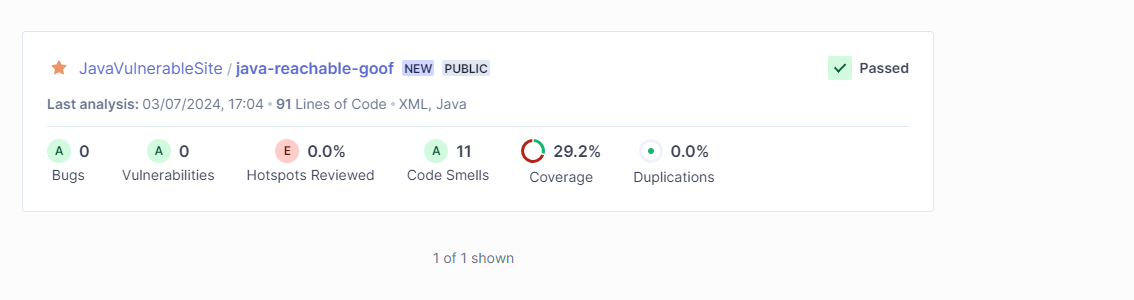 JavaVulnerableSite / java-reachable-goof NEW PUBLIC Passed
Last analysis: 03/07/2024, 17:04 • 91 Lines of Code • XML, Java
A 0 A 0 E 0.0% A 11 29.2% 0.0%
Bugs Vulnerabilities Hotspots Reviewed Code Smells Coverage Duplications
1 of 1 shown